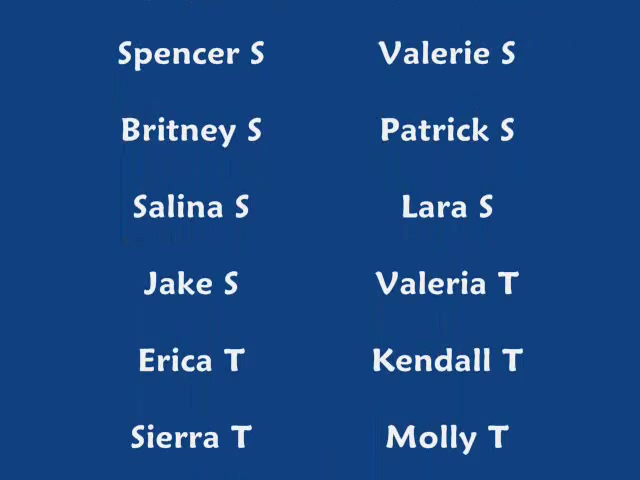 Spencer S Valerie S
Britney S Patrick S
Salina S Lara S
Jake S Valeria T
Erica T Kendall T
Sierra T Molly T